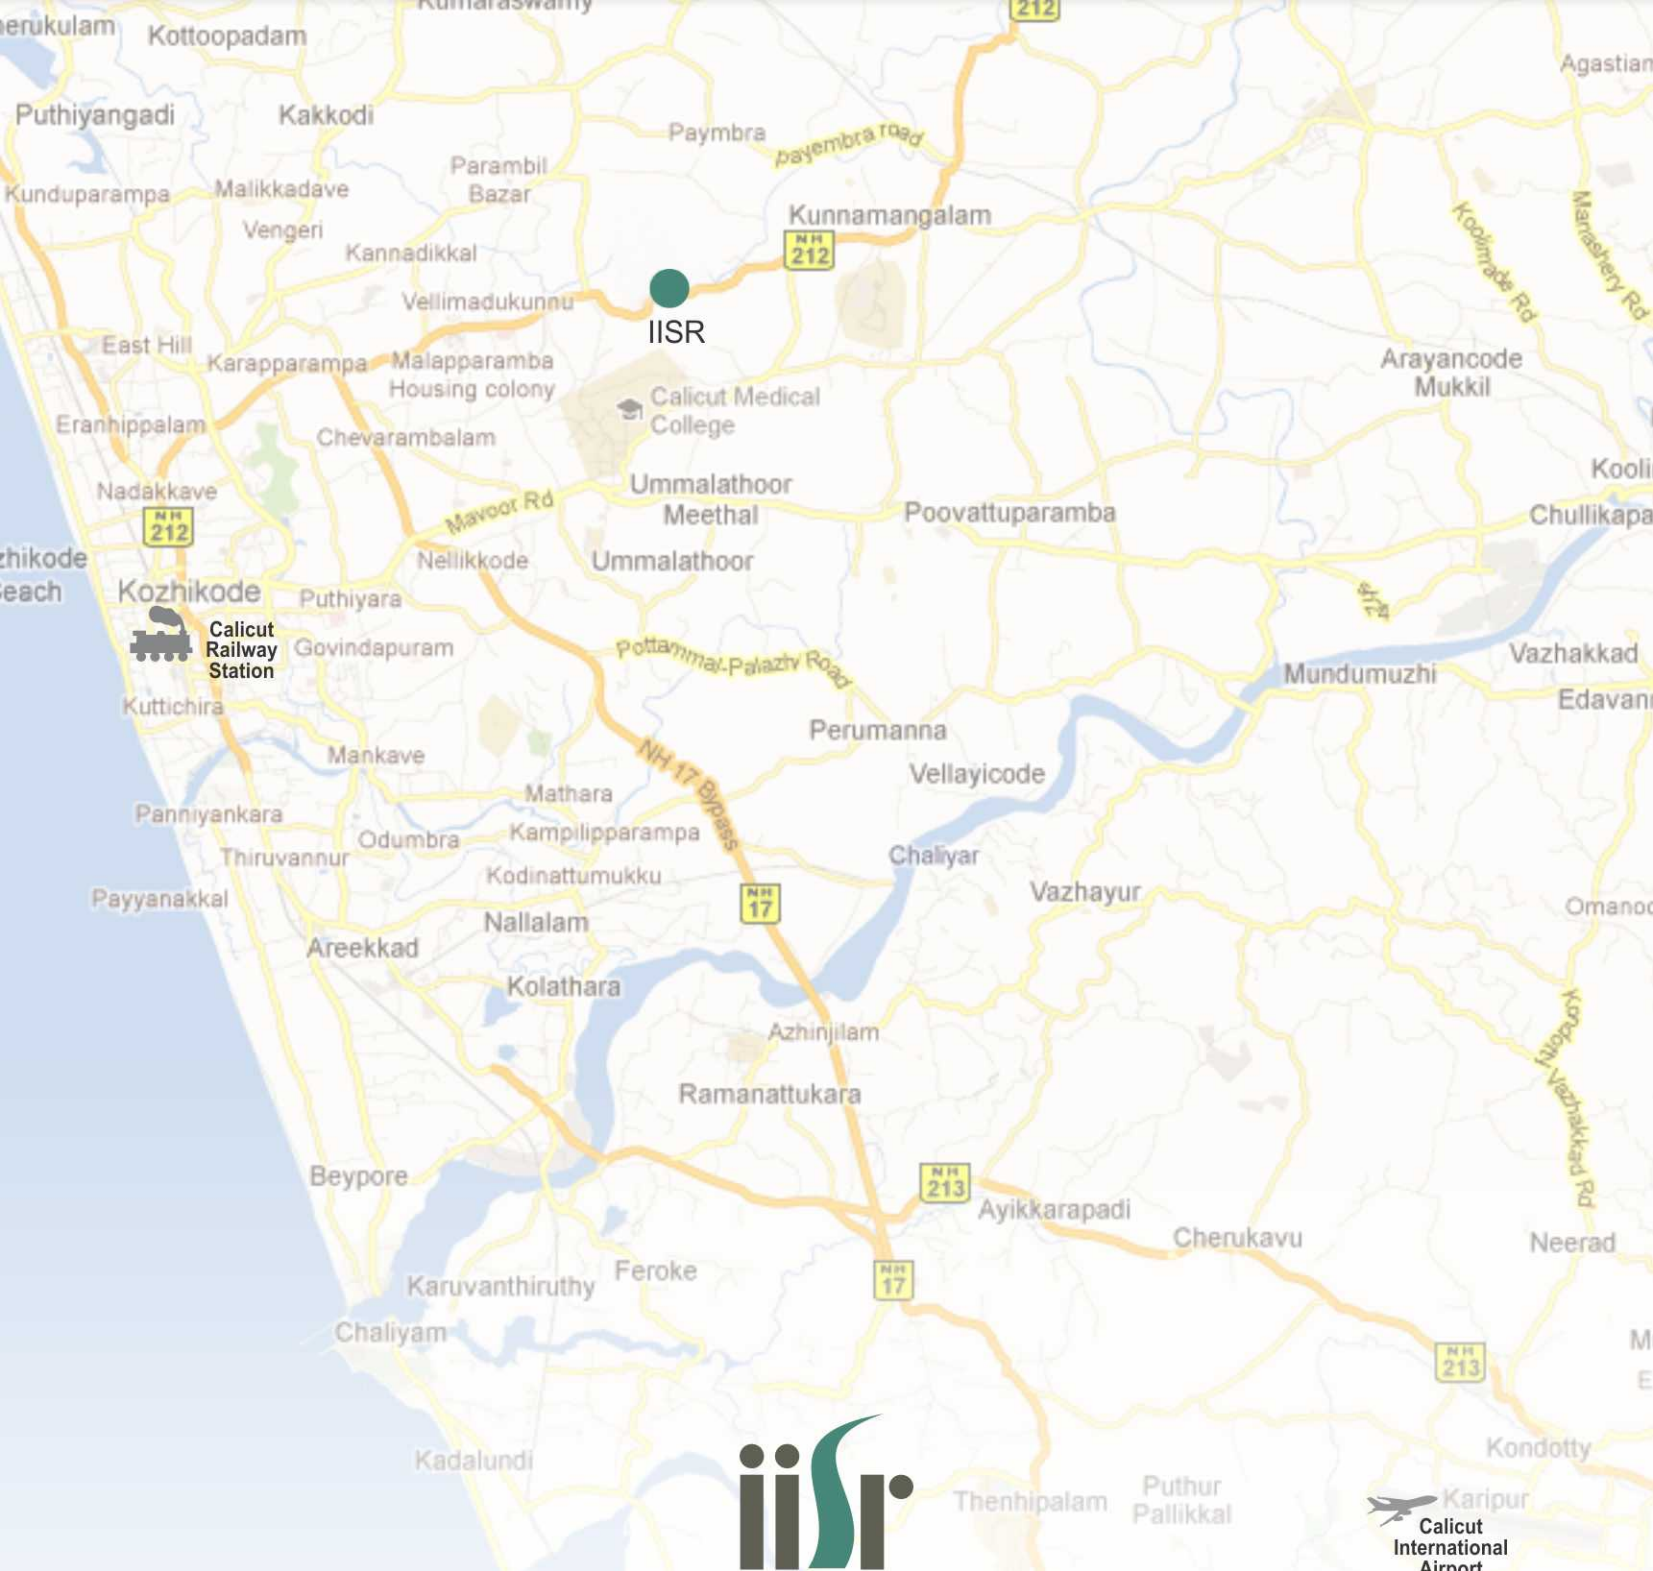 Kumaraswamy
NH
212
erukulam
Kottoopadam
Agastian
Puthiyangadi
Kakkodi
Paymbra
payembra road
Parambil
Bazar
Kunduparampa
Malikkadave
Manashery Rd
Koolimade Rd
Kunnamangalam
Vengeri
Kannadikkal
NH
212
Vellimadukunnu
IISR
East Hill
Karapparampa
Malapparamba
Housing colony
Arayancode
Mukkil
Calicut Medical
College
Eranhippalam
Chevarambalam
Kooli
Nadakkave
Mavoor Rd
Ummalathoor
Meethal
Poovattuparamba
Chullikapa
NH
212
zhikode
each
Nellikkode
Ummalathoor
Kozhikode
Puthiyara
Calicut
Railway
Station
Govindapuram
Pottammal-Palazhy Road
Vazhakkad
Mundumuzhi
Edavann
Kuttichira
Perumanna
Mankave
NH 17 Bypass
Vellayicode
Mathara
Panniyankara
Odumbra
Kampilipparampa
Thiruvannur
Chaliyar
Kodinattumukku
Vazhayur
Payyanakkal
NH
17
Omanoo
Nallalam
Areekkad
Kolathara
Azhinjilam
Kondotty Vazhakkad Rd
Ramanattukara
Beypore
NH
213
Ayikkarapadi
Cherukavu
Neerad
Feroke
Karuvanthiruthy
NH
17
Chaliyam
M
E
NH
213
Kadalundi
Kondotty
iisr
Thenhipalam
Puthur
Pallikkal
Karipur
Calicut
International
Airport